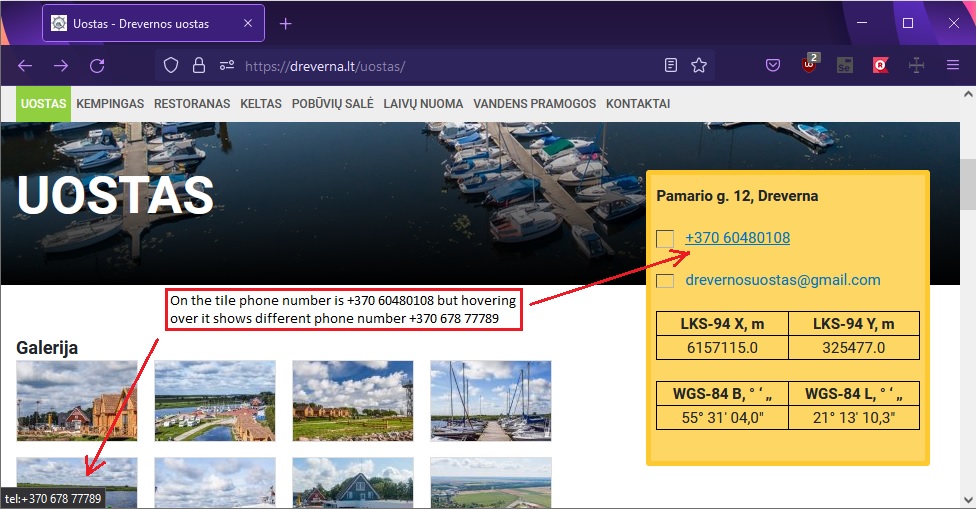 Uostas - Drevernos uostas
https://dreverna.lt/uostas/
2
UOSTAS KEMPINGAS RESTORANAS KELTAS POBŪVIŲ SALĖ LAIVŲ NUOMA VANDENS PRAMOGOS KONTAKTAI
UOSTAS
Pamario g. 12, Dreverna
+370 60480108
drevernosuostas@gmail.com
On the tile phone number is +370 60480108 but hovering
over it shows different phone number +370 678 77789
LKS-94 X, m LKS-94 Y, m
6157115.0 325477.0
WGS-84 B, ° ‘ „ WGS-84 L, ° ‘ „
55° 31' 04,0" 21° 13' 10,3"
Galerija
tel:+370 678 77789